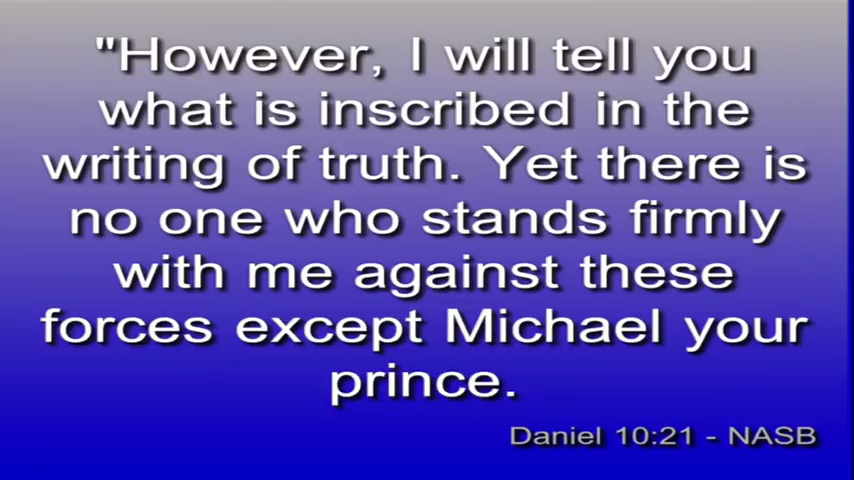 "However, I will tell you
what is inscribed in the
writing of truth. Yet there is
no one who stands firmly
with me against these
forces except Michael your
prince.
Daniel 10:21 - NASB